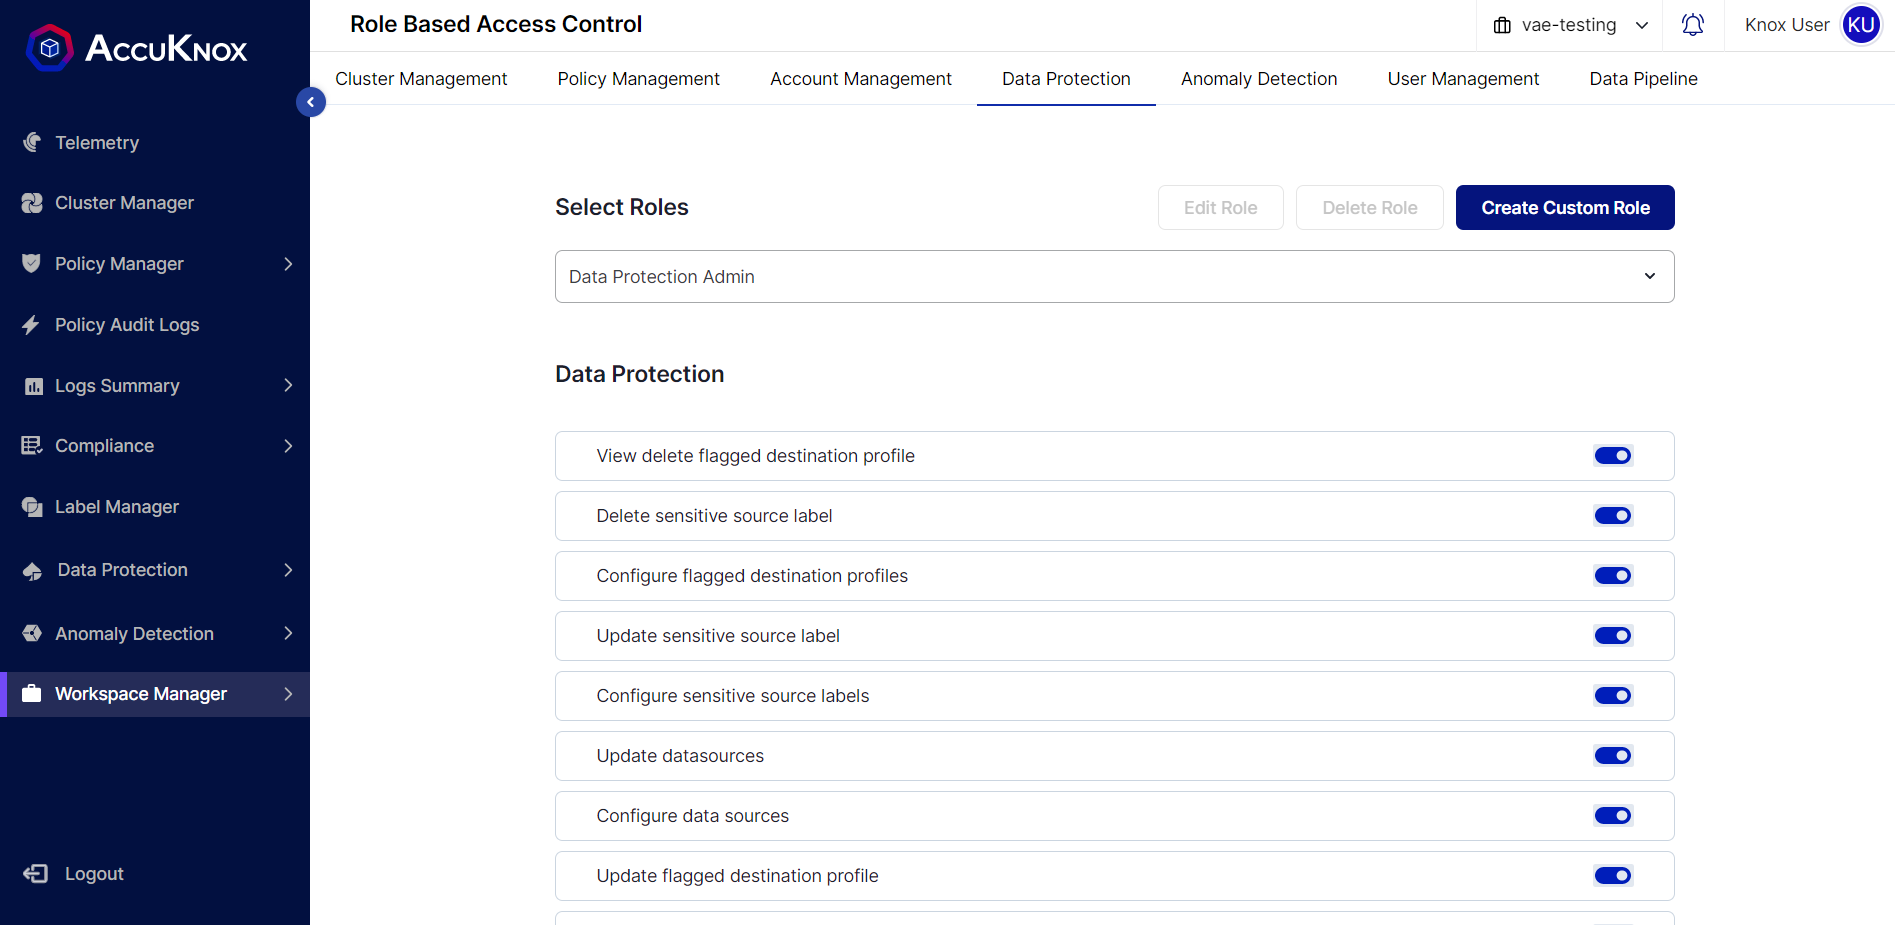 ACCUKNOX
Telemetry
Cluster Manager
Policy Manager
Policy Audit Logs
Logs Summary
Compliance
Label Manager
Data Protection
Anomaly Detection
Workspace Manager
Logout
Role Based Access Control
vae-testing
Knox User
KU
Cluster Management
Policy Management
Account Management
Data Protection
Anomaly Detection
User Management
Data Pipeline
Select Roles
Edit Role
Delete Role
Create Custom Role
Data Protection Admin
Data Protection
View delete flagged destination profile
Delete sensitive source label
Configure flagged destination profiles
Update sensitive source label
Configure sensitive source labels
Update datasources
Configure data sources
Update flagged destination profile